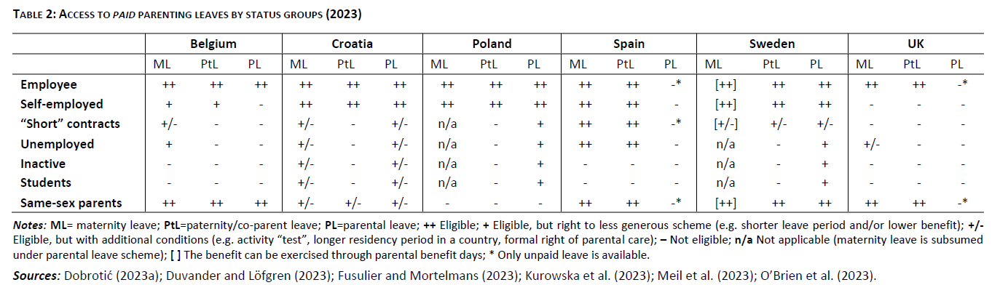 TABLE 2: ACCESS TO PAID PARENTING LEAVES BY STATUS GROUPS (2023)
Belgium Croatia Poland Spain Sweden UK
ML PtL PL ML PtL PL ML PtL PL ML PtL PL ML PtL PL ML PtL PL
Employee ++ ++ ++ ++ ++ ++ ++ ++ ++ ++ ++ -* [++] ++ ++ ++ ++ -*
Self-employed + + - ++ ++ ++ ++ ++ ++ ++ ++ - [++] ++ ++ - - -
“Short” contracts +/- - - +/- - +/- n/a - + ++ ++ -* [+/-] +/- +/- - - -
Unemployed + - - +/- - +/- n/a - + ++ ++ - n/a - + +/- - -
Inactive - - - +/- - +/- n/a - + - - - n/a - + - - -
Students - - - +/- - +/- n/a - + - - - n/a - + - - -
Same-sex parents ++ ++ ++ +/- +/- +/- - - - ++ ++ -* [++] ++ ++ ++ ++ -*
Notes: ML= maternity leave; PtL=paternity/co-parent leave; PL=parental leave; ++ Eligible; + Eligible, but right to less generous scheme (e.g. shorter leave period and/or lower benefit); +/-
Eligible, but with additional conditions (e.g. activity “test”, longer residency period in a country, formal right of parental care); – Not eligible; n/a Not applicable (maternity leave is subsumed
under parental leave scheme); [ ] The benefit can be exercised through parental benefit days; * Only unpaid leave is available.
Sources: Dobrotić (2023a); Duvander and Löfgren (2023); Fusulier and Mortelmans (2023); Kurowska et al. (2023); Meil et al. (2023); O’Brien et al. (2023).